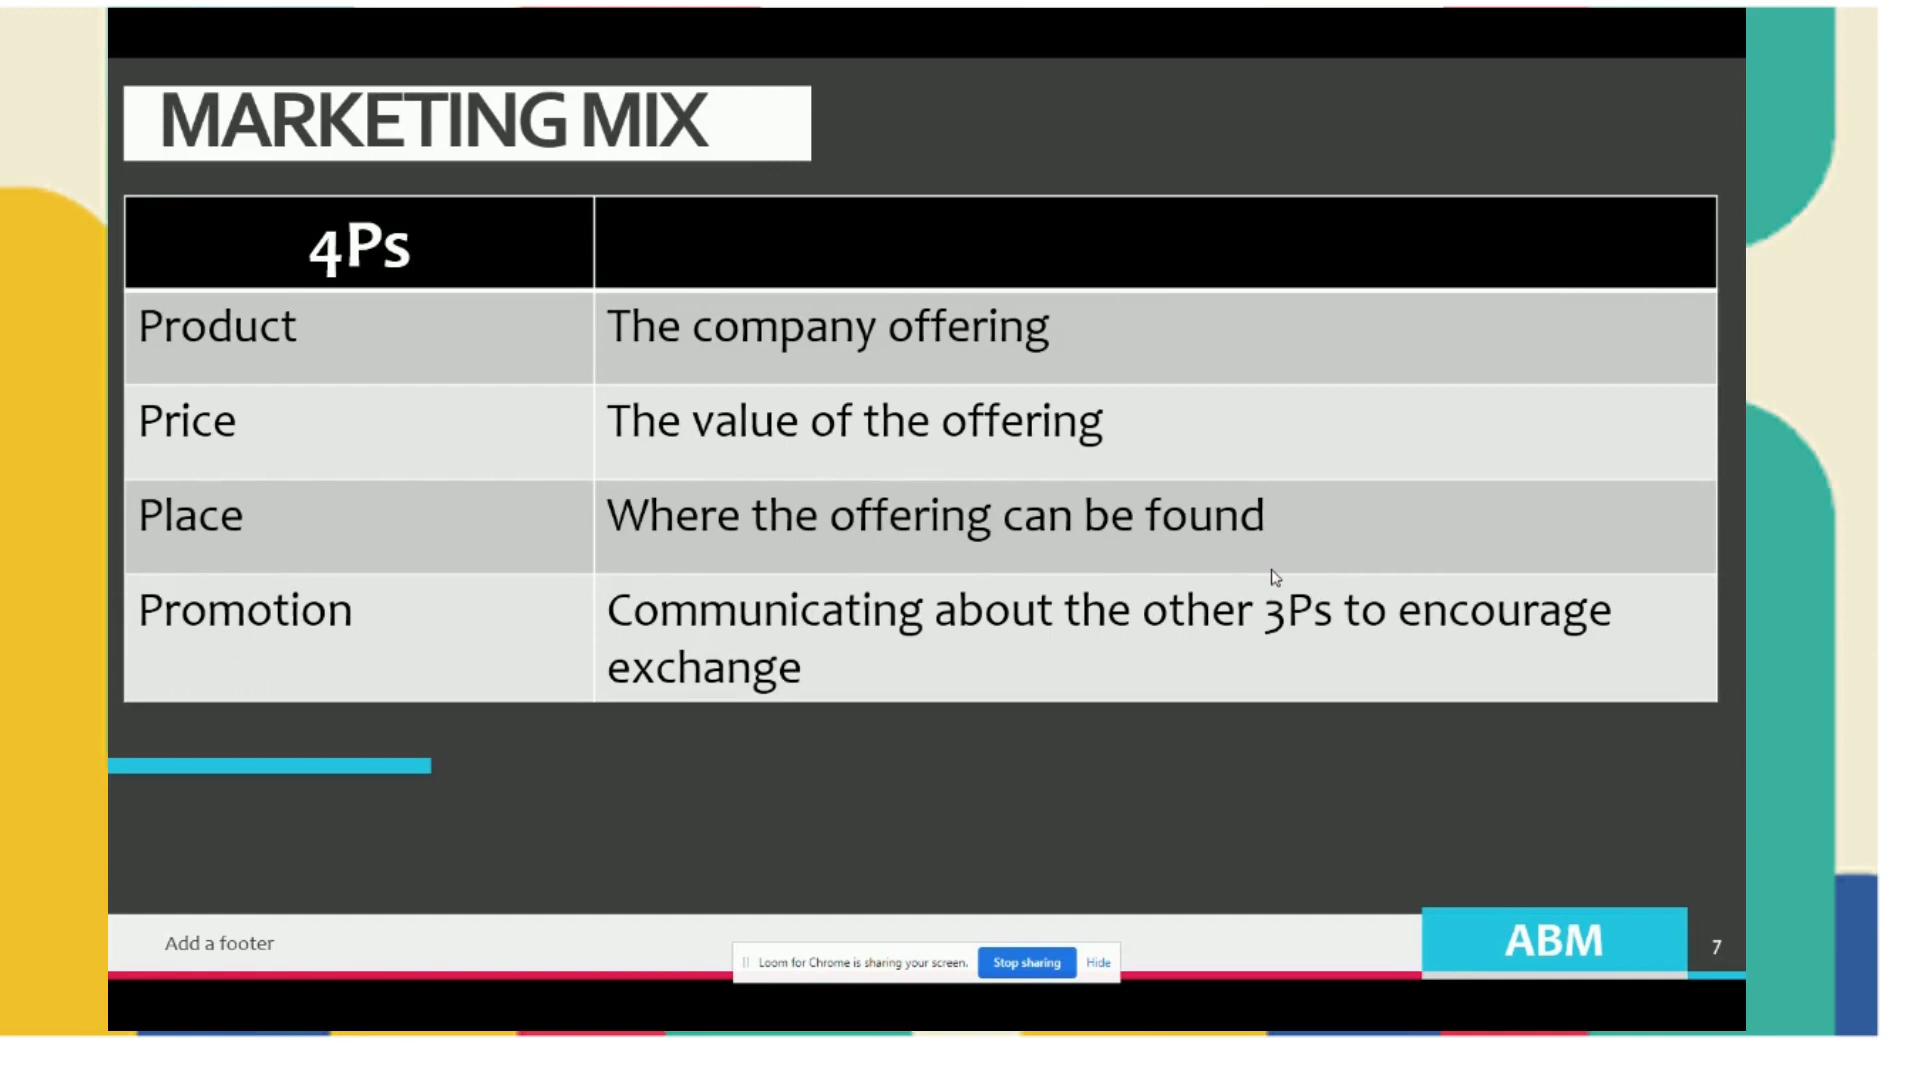 MARKETING MIX
4Ps
Product
The company offering
Price
The value of the offering
Place
Where the offering can be found
Promotion
Communicating about the other 3Ps to encourage
exchange
Add a footer
Loom for Chrome is sharing your screen.
Stop sharing
Hide
ABM
7